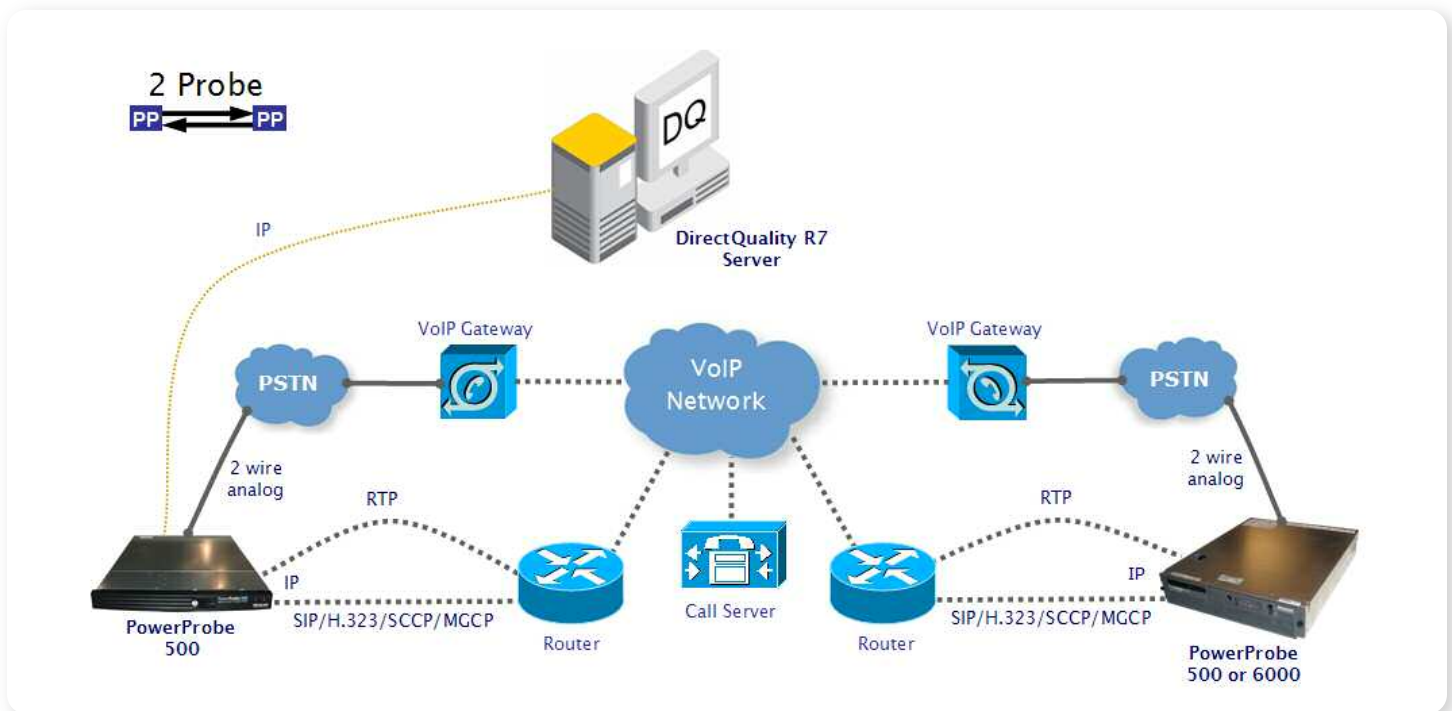 2 Probe
PP PP
DQ
IP
DirectQuality R7
Server
VoIP Gateway
VoIP Gateway
PSTN
VoIP
Network
PSTN
2 wire
analog
2 wire
analog
RTP
RTP
IP
IP
SIP/H.323/SCCP/MGCP
Call Server
SIP/H.323/SCCP/MGCP
PowerProbe
500
Router
Router
PowerProbe
500 or 6000